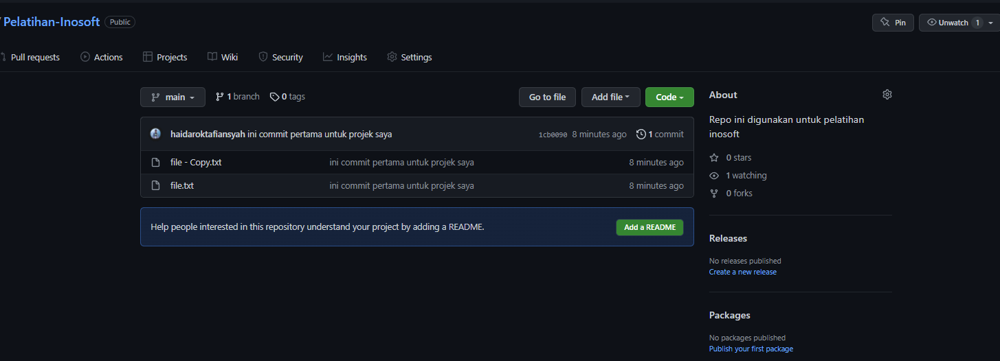 / Pelatihan-Inosoft Public
Pin
Unwatch 1
Pull requests Actions Projects Wiki Security Insights Settings
main 1 branch 0 tags Go to file Add file Code
haidaroktafiansyah ini commit pertama untuk projek saya 1cb0090 8 minutes ago 1 commit
file - Copy.txt ini commit pertama untuk projek saya 8 minutes ago
file.txt ini commit pertama untuk projek saya 8 minutes ago
Help people interested in this repository understand your project by adding a README. Add a README
About
Repo ini digunakan untuk pelatihan
inosoft
0 stars
1 watching
0 forks
Releases
No releases published
Create a new release
Packages
No packages published
Publish your first package